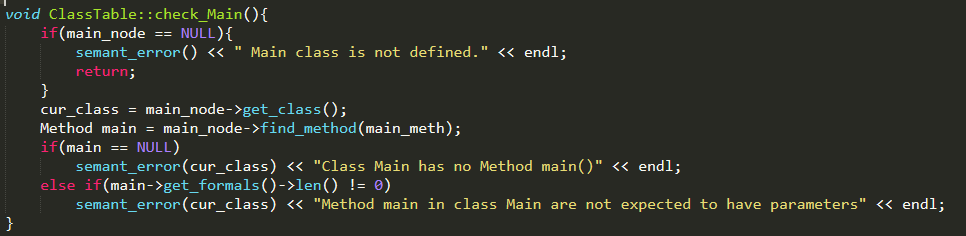 void ClassTable::check_Main(){
    if(main_node == NULL){
        semant_error() << " Main class is not defined." << endl;
        return;
    }
    cur_class = main_node->get_class();
    Method main = main_node->find_method(main_meth);
    if(main == NULL)
        semant_error(cur_class) << "Class Main has no Method main()" << endl;
    else if(main->get_formals()->len() != 0)
        semant_error(cur_class) << "Method main in class Main are not expected to have parameters" << endl;
}